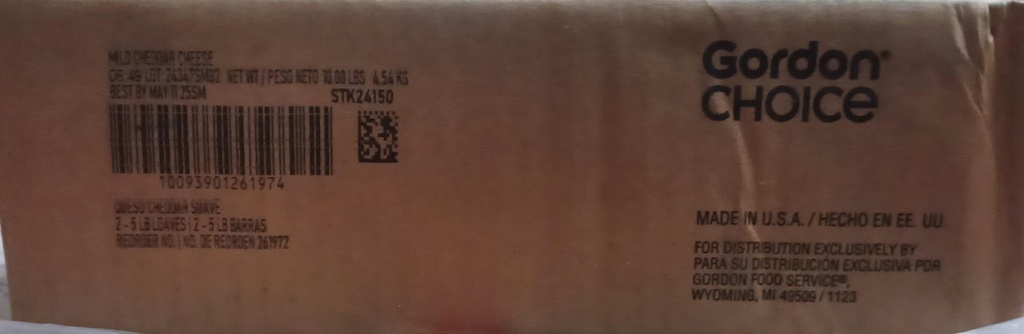 MILD CHEDDAR CHEESE
LOT 24347SM02 NET WT / PESO NETO 10.00 LBS 4.54 KG
BEST BY MAY 11 25SM
STK24150
10093901261974
QUESO CHEDDAR SUAVE
2 - 5 LB LOAVES | 2 - 5 LB BARRAS
REORDER NO. | NO. DE REORDEN 261972
Gordon®
CHOICE
MADE IN U.S.A. / HECHO EN EE. UU.
FOR DISTRIBUTION EXCLUSIVELY BY
PARA SU DISTRIBUCIÓN EXCLUSIVA POR
GORDON FOOD SERVICE®,
WYOMING, MI 49509 / 1123